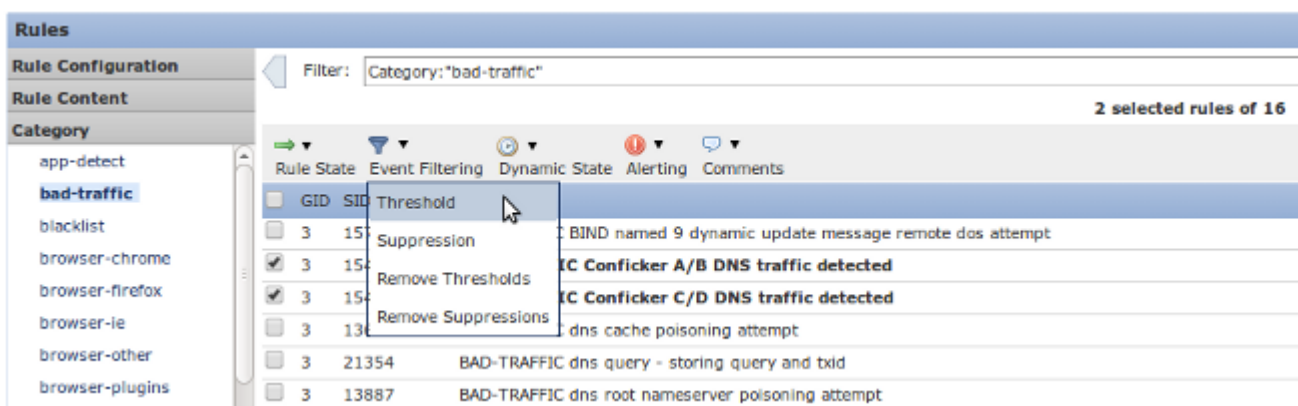 Rules
Rule Configuration
Rule Content
Category
app-detect
bad-traffic
blacklist
browser-chrome
browser-firefox
browser-ie
browser-other
browser-plugins
Filter: Category:"bad-traffic"
2 selected rules of 16
Rule State Event Filtering Dynamic State Alerting Comments
GID SID
Threshold
Suppression
Remove Thresholds
Remove Suppressions
3 BIND named 9 dynamic update message remote dos attempt
3 Conficker A/B DNS traffic detected
3 Conficker C/D DNS traffic detected
3 dns cache poisoning attempt
3 21354 BAD-TRAFFIC dns query - storing query and txid
3 13887 BAD-TRAFFIC dns root nameserver poisoning attempt